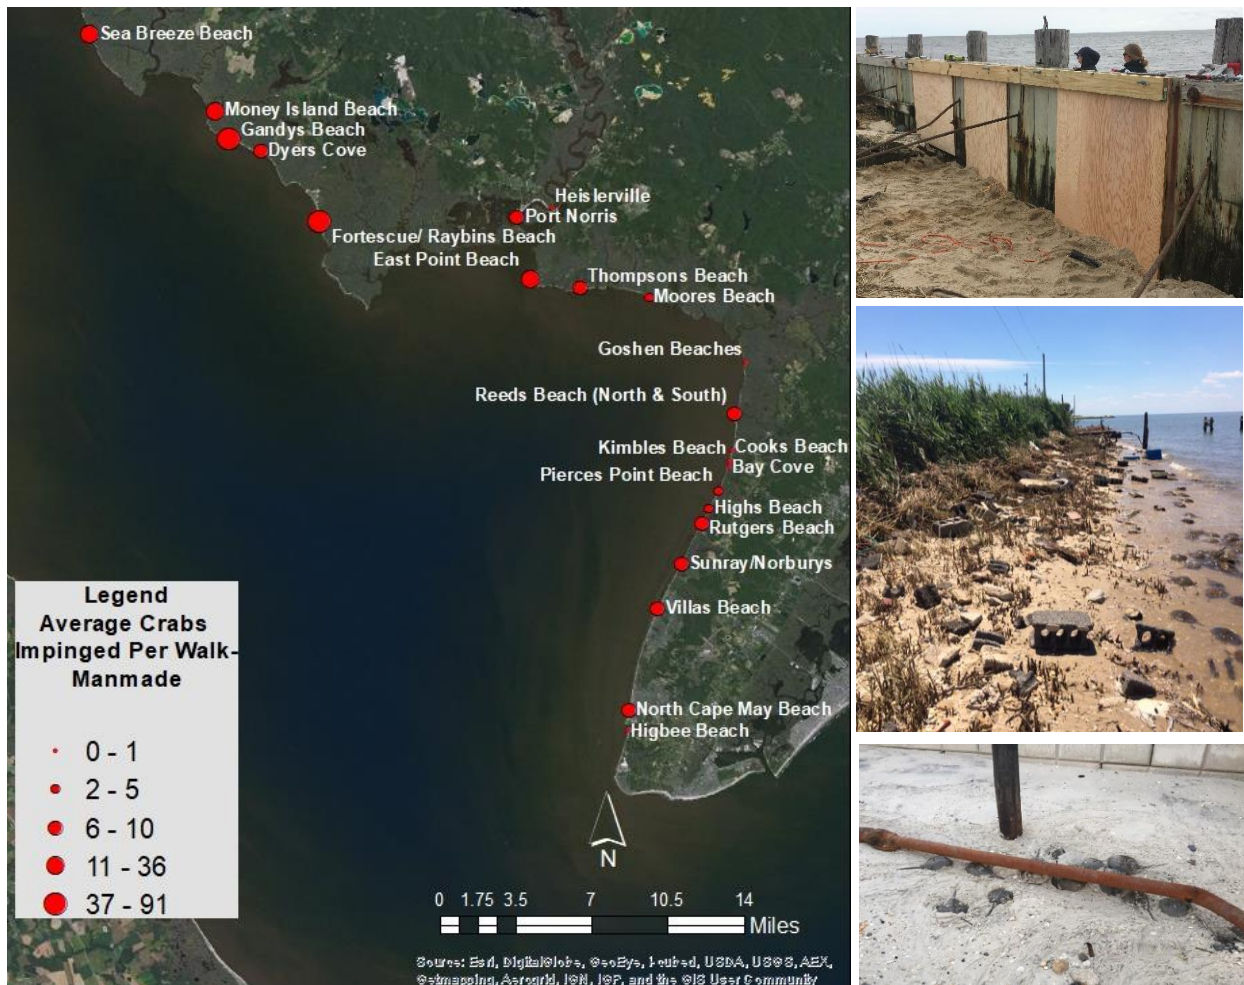 Sea Breeze Beach
Money Island Beach
Gandys Beach
Dyers Cove
Heislerville
Port Norris
Fortescue/ Raybins Beach
East Point Beach
Thompsons Beach
Moores Beach
Goshen Beaches
Reeds Beach (North & South)
Kimbles Beach
Cooks Beach
Bay Cove
Pierces Point Beach
Highs Beach
Rutgers Beach
Sunray/Norburys
Villas Beach
North Cape May Beach
Higbee Beach
Legend
Average Crabs
Impinged Per Walk-
Manmade
0 - 1
2 - 5
6 - 10
11 - 36
37 - 91
N
0 1.75 3.5 7 10.5 14
Miles
Source: Esri, DigitalGlobe, GeoEye, i-cubed, USDA, USGS, AEX,
Getmapping, Aerogrid, IGN, IGP, and the GIS User Community